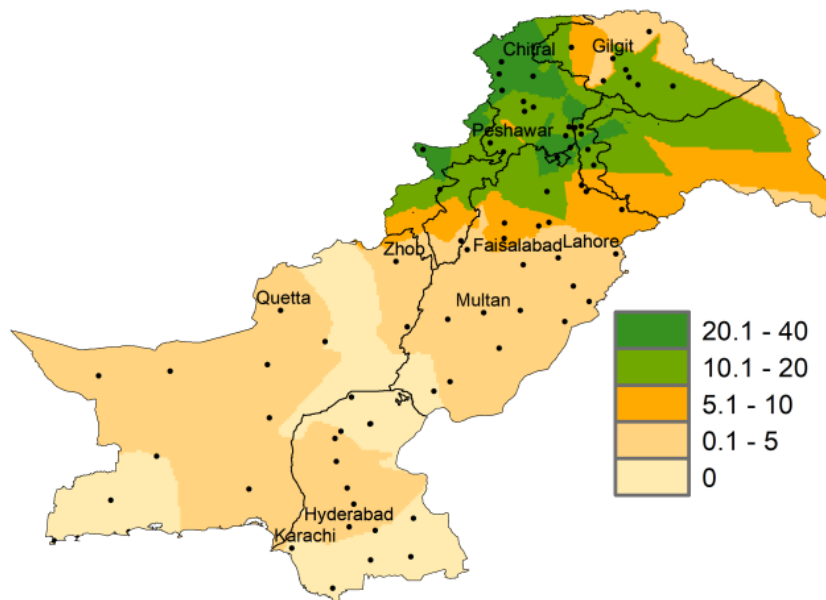 Chitral
Gilgit
Peshawar
Zhob
Faisalabad
Lahore
Quetta
Multan
Hyderabad
Karachi
20.1 - 40
10.1 - 20
5.1 - 10
0.1 - 5
0